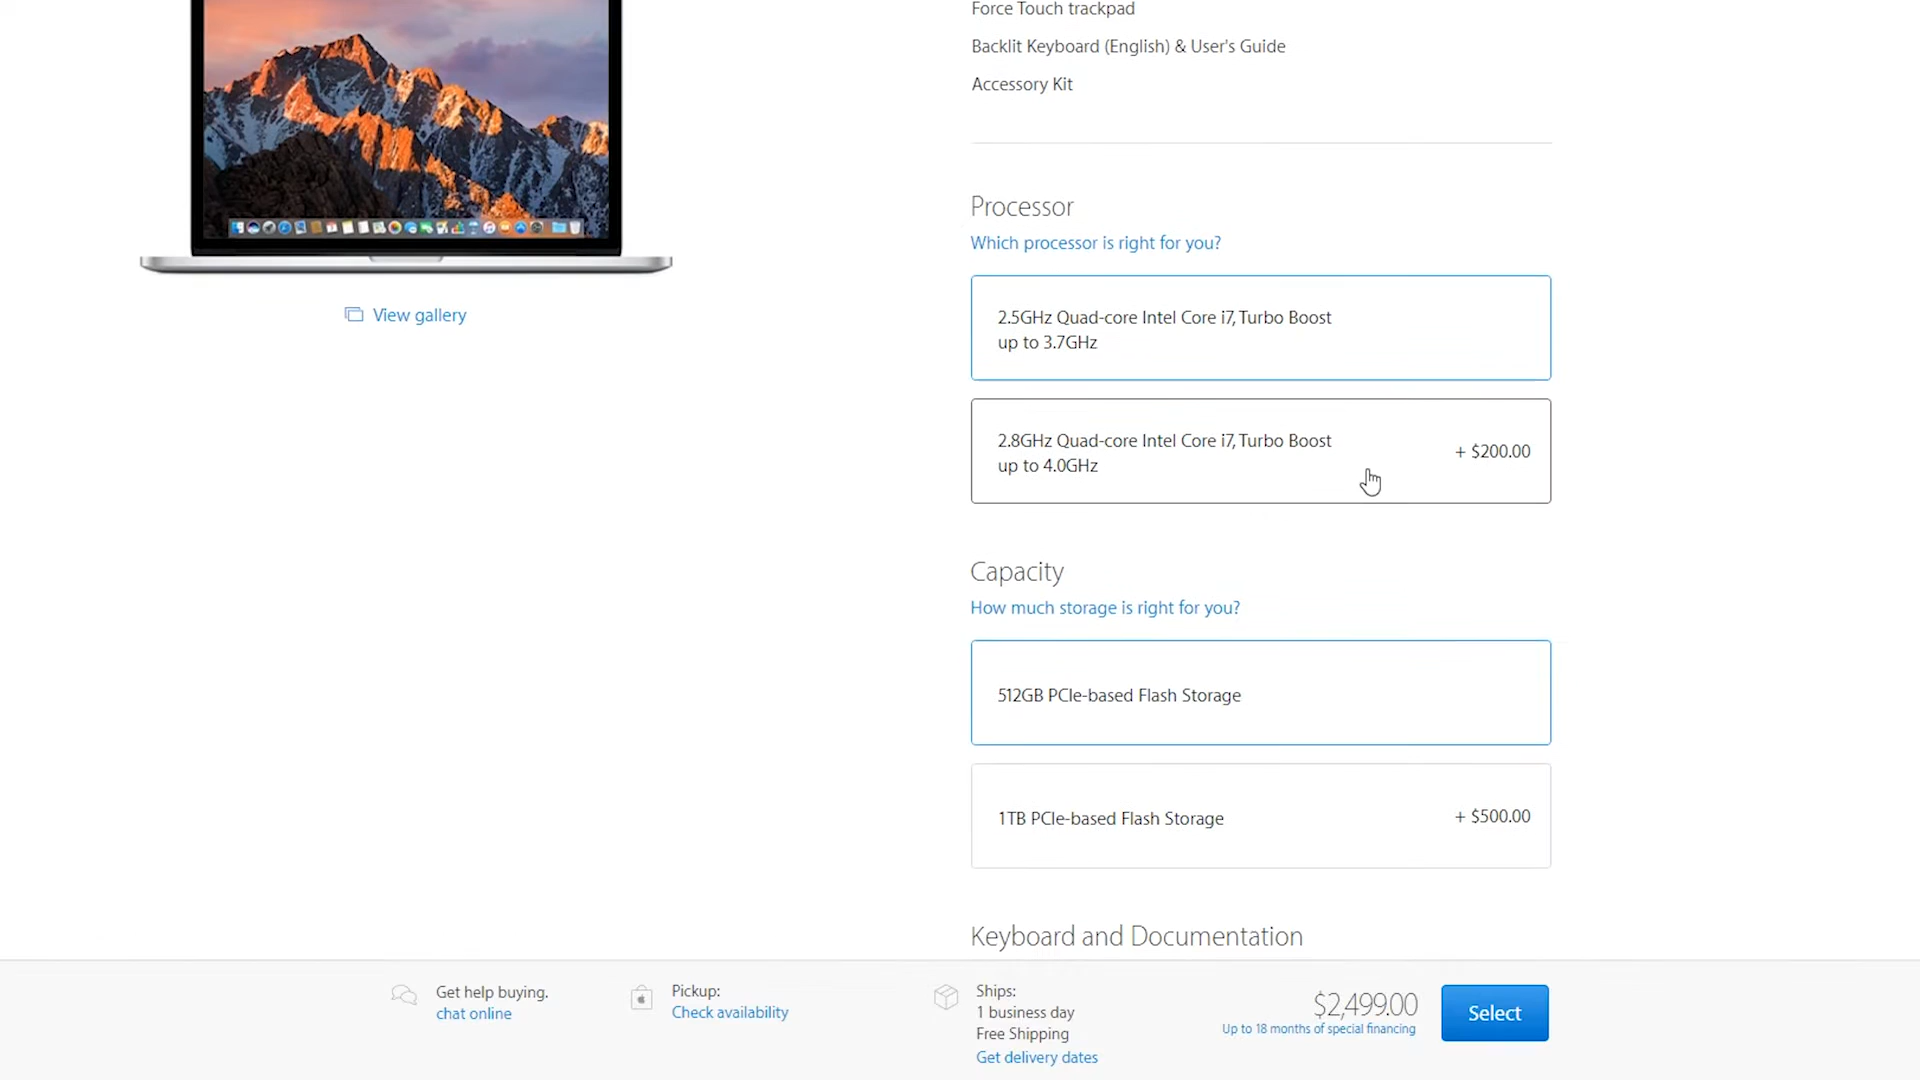 Force Touch trackpad
Backlit Keyboard (English) & User's Guide
Accessory Kit
Processor
Which processor is right for you?
2.5GHz Quad-core Intel Core i7, Turbo Boost
up to 3.7GHz
2.8GHz Quad-core Intel Core i7, Turbo Boost
up to 4.0GHz
+ $200.00
View gallery
Capacity
How much storage is right for you?
512GB PCIe-based Flash Storage
1TB PCIe-based Flash Storage
+ $500.00
Keyboard and Documentation
Get help buying.
chat online
Pickup:
Check availability
Ships:
1 business day
Free Shipping
Get delivery dates
$2,499.00
Up to 18 months of special financing
Select